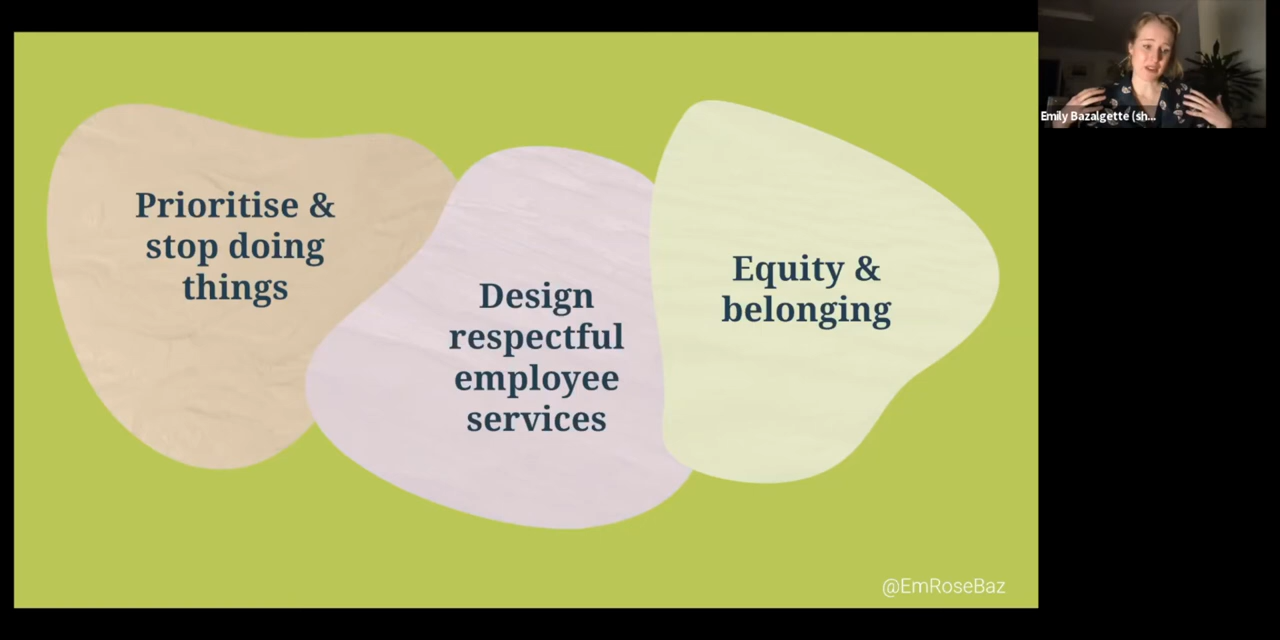 Prioritise &
stop doing
things
Design
respectful
employee
services
Equity &
belonging
@EmRoseBaz
Emily Bazalgette (sh...